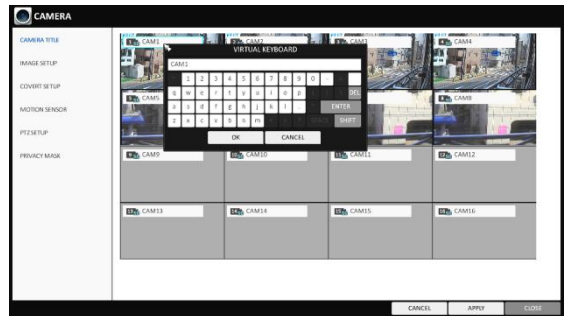 CAMERA
CAMERA TITLE
IMAGE SETUP
COVERT SETUP
MOTION SENSOR
PTZ SETUP
PRIVACY MASK
CAM1
CAM2
CAM3
CAM4
VIRTUAL KEYBOARD
CAM1
1 2 3 4 5 6 7 8 9 0 -
q w e r t y u i o p DEL
a s d f g h j k l . ENTER
z x c v b n m SPACE SHIFT
OK CANCEL
CAM5
CAM8
CAM9
CAM10
CAM11
CAM12
CAM13
CAM14
CAM15
CAM16
CANCEL APPLY CLOSE